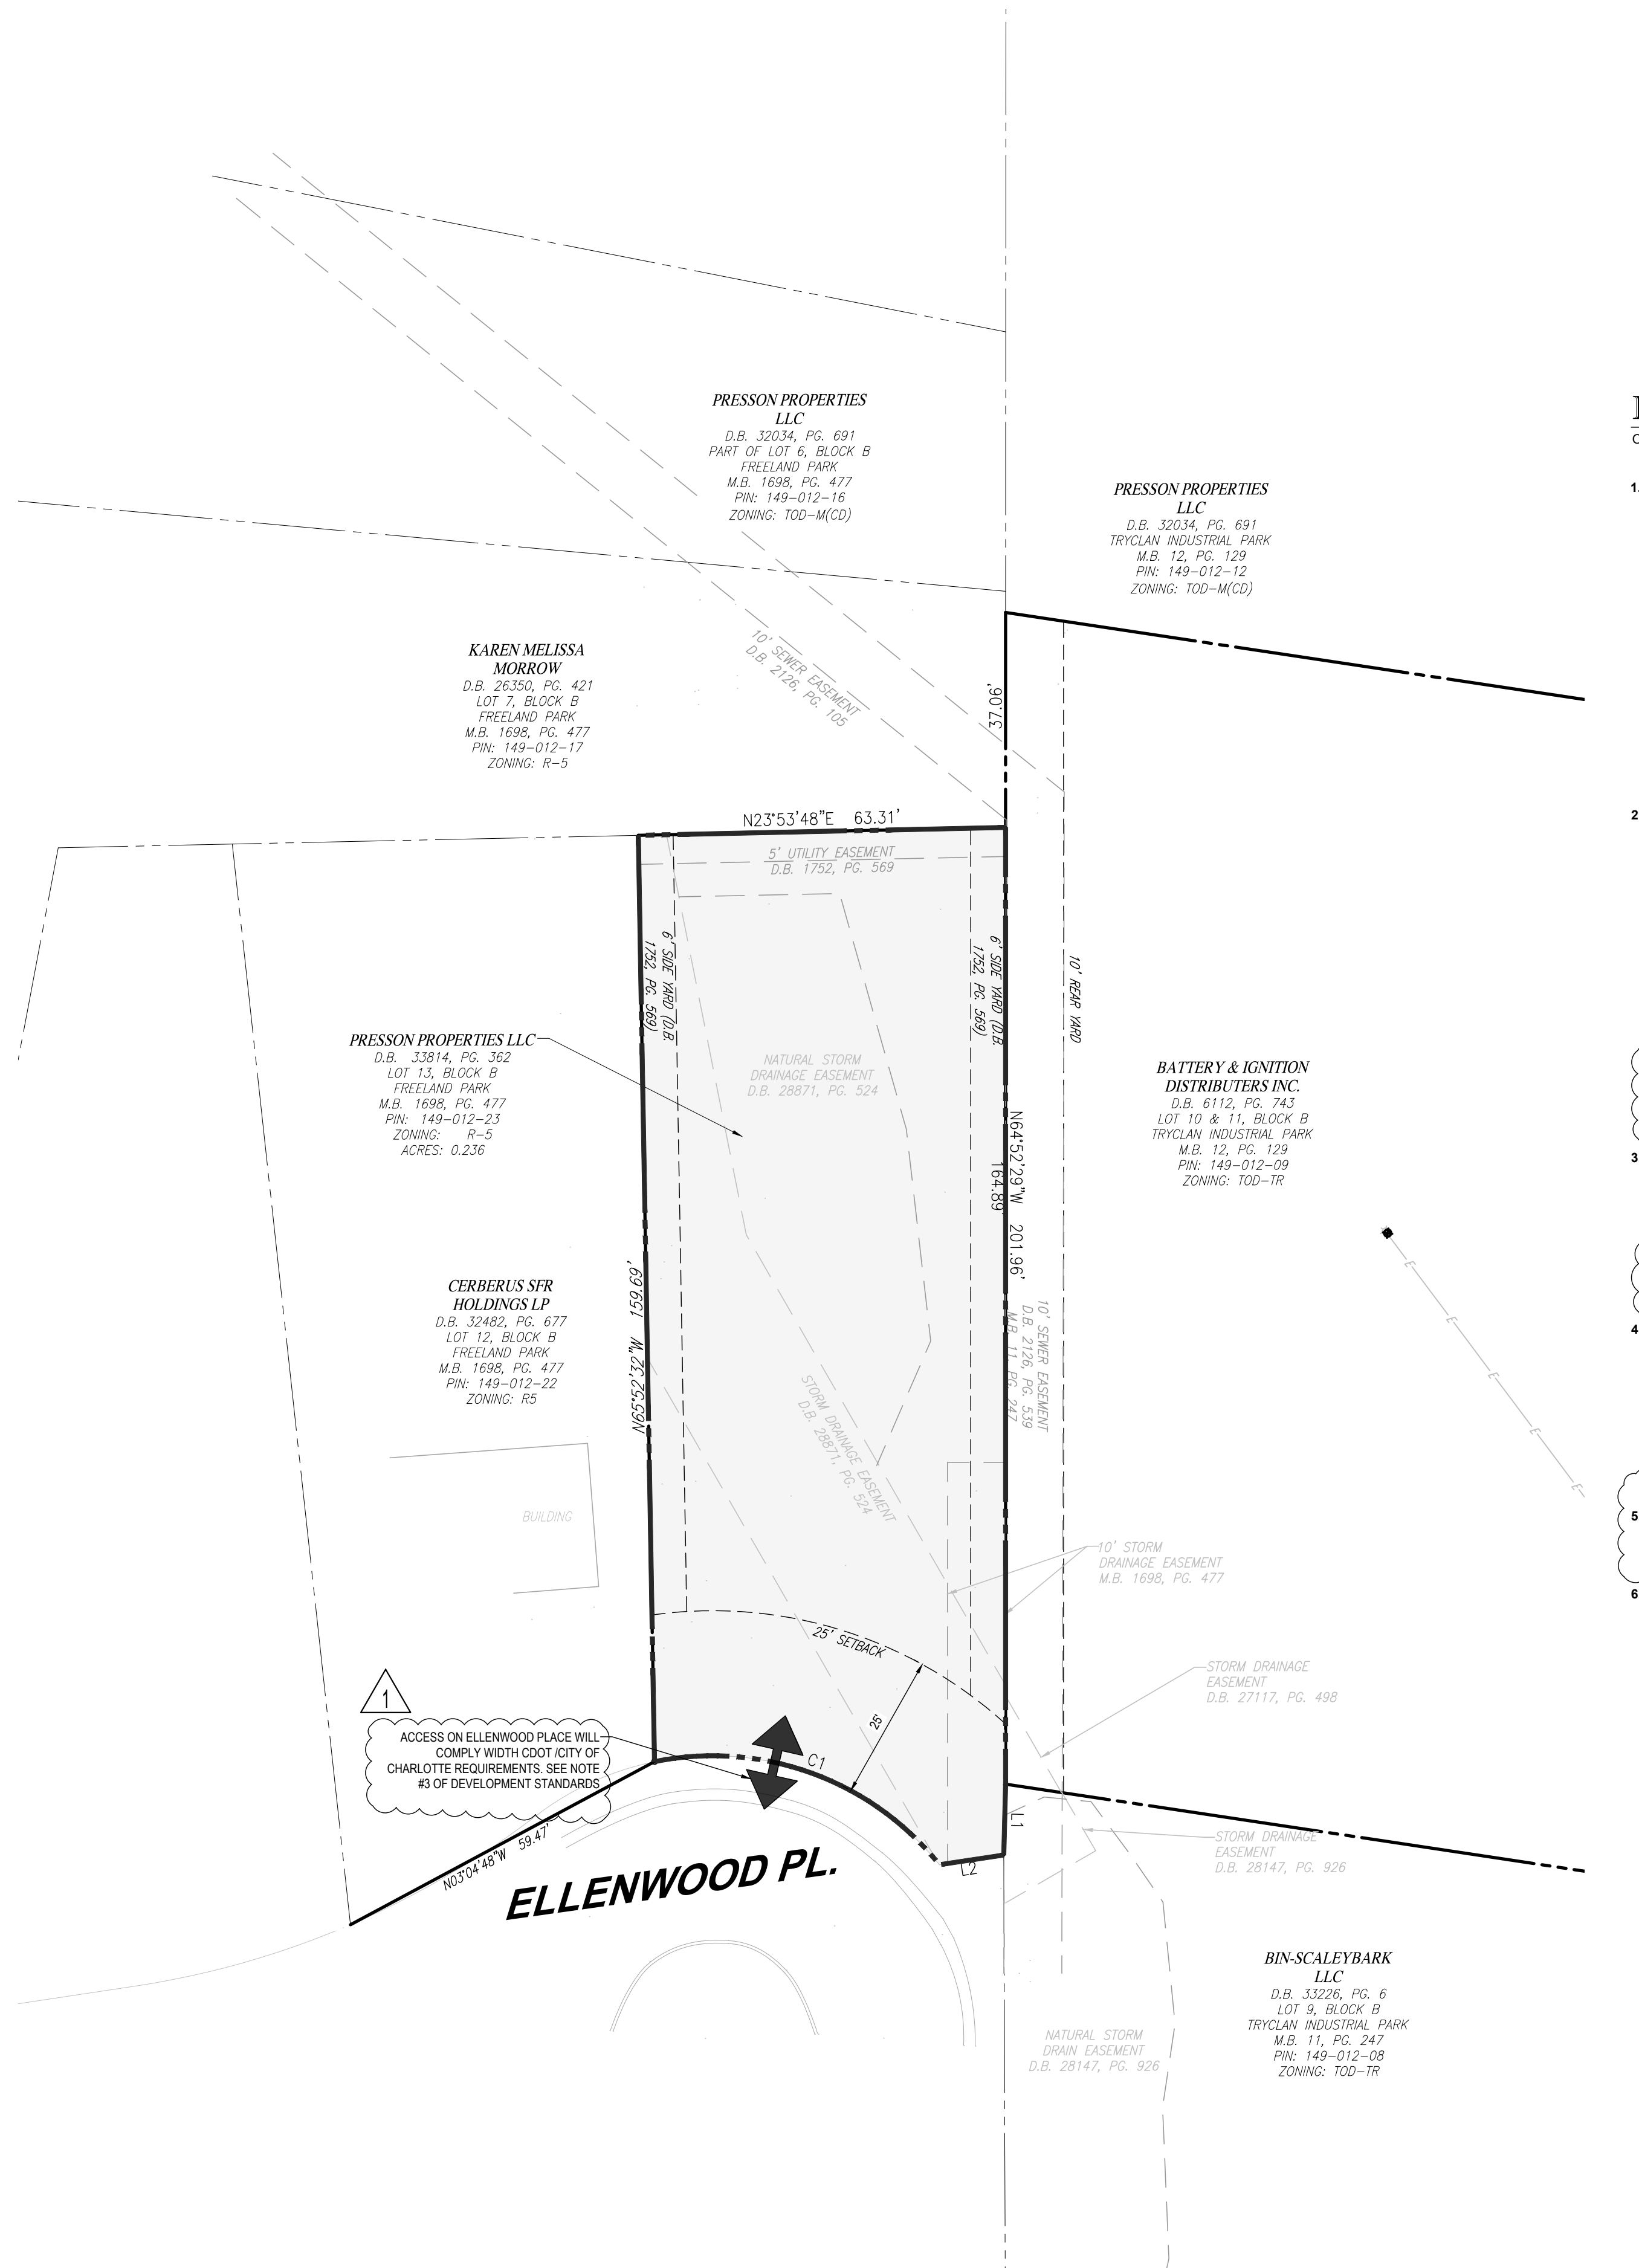 PRESSON PROPERTIES
LLC
D.B. 32034, PG. 691
PART OF LOT 6, BLOCK B
FREELAND PARK
M.B. 1698, PG. 477
PIN: 149-012-16
ZONING: TOD-M(CD)
PRESSON PROPERTIES
LLC
D.B. 32034, PG. 691
TRYCLAN INDUSTRIAL PARK
M.B. 12, PG. 129
PIN: 149-012-12
ZONING: TOD-M(CD)
1.
KAREN MELISSA
MORROW
D.B. 26350, PG. 421
LOT 7, BLOCK B
FREELAND PARK
M.B. 1698, PG. 477
PIN: 149-012-17
ZONING: R-5
10' SEWER EASEMENT
D.B. 2126, PG. 105
37.06'
2
N23°53'48"E 63.31'
5' UTILITY EASEMENT
D.B. 1752, PG. 569
6' SIDE YARD (D.B.
1752, PG. 569)
6' SIDE YARD (D.B.
1752, PG. 569)
10' REAR YARD
PRESSON PROPERTIES LLC
D.B. 33814, PG. 362
LOT 13, BLOCK B
FREELAND PARK
M.B. 1698, PG. 477
PIN: 149-012-23
ZONING: R-5
ACRES: 0.236
NATURAL STORM
DRAINAGE EASEMENT
D.B. 28871, PG. 524
BATTERY & IGNITION
DISTRIBUTERS INC.
D.B. 6112, PG. 743
LOT 10 & 11, BLOCK B
TRYCLAN INDUSTRIAL PARK
M.B. 12, PG. 129
PIN: 149-012-09
ZONING: TOD-TR
3
N64°52'29"W 201.96'
164.89'
CERBERUS SFR
HOLDINGS LP
D.B. 32482, PG. 677
LOT 12, BLOCK B
FREELAND PARK
M.B. 1698, PG. 477
PIN: 149-012-22
ZONING: R5
N65°52'32"W 159.69'
10' SEWER EASEMENT
D.B. 2126, PG. 539
M.B. 11 PG. 247
4
E
E
E
E
E
STORM DRAINAGE EASEMENT
D.B. 28871, PG. 524
BUILDING
5
10' STORM
DRAINAGE EASEMENT
M.B. 1698, PG. 477
6
25' SETBACK
25'
STORM DRAINAGE
EASEMENT
D.B. 27117, PG. 498
1
ACCESS ON ELLENWOOD PLACE WILL
COMPLY WIDTH CDOT /CITY OF
CHARLOTTE REQUIREMENTS. SEE NOTE
#3 OF DEVELOPMENT STANDARDS
C1
L1
L2
N03°04'48"W 59.47'
ELLENWOOD PL.
STORM DRAINAGE
EASEMENT
D.B. 28147, PG. 926
BIN-SCALEYBARK
LLC
D.B. 33226, PG. 6
LOT 9, BLOCK B
TRYCLAN INDUSTRIAL PARK
M.B. 11, PG. 247
PIN: 149-012-08
ZONING: TOD-TR
NATURAL STORM
DRAIN EASEMENT
D.B. 28147, PG. 926